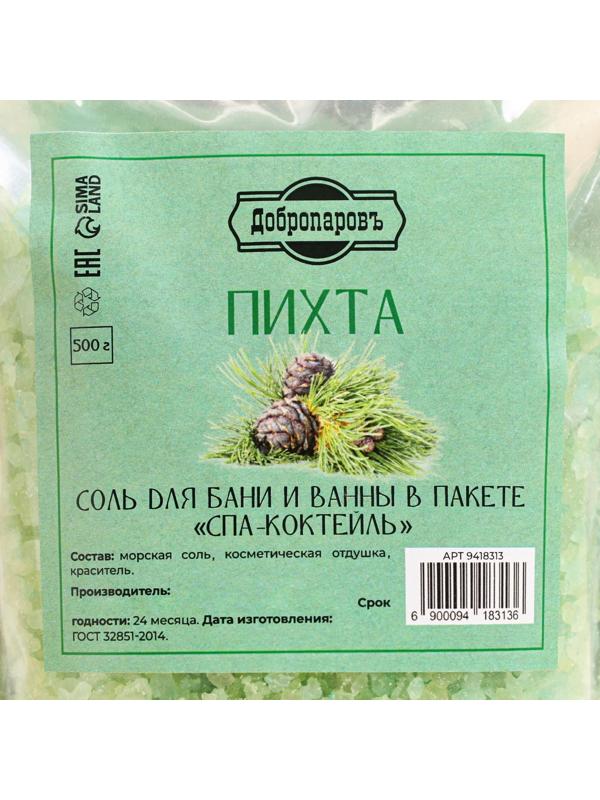 Добропаровъ
SIMA
LAND
EAC
500 г
ПИХТА
СОЛЬ ДЛЯ БАНИ И ВАННЫ В ПАКЕТЕ
«СПА-КОКТЕЙЛЬ»
Состав: морская соль, косметическая отдушка,
краситель.
Производитель:
Срок
годности: 24 месяца. Дата изготовления:
ГОСТ 32851-2014.
АРТ 9418313
6 900094 183136